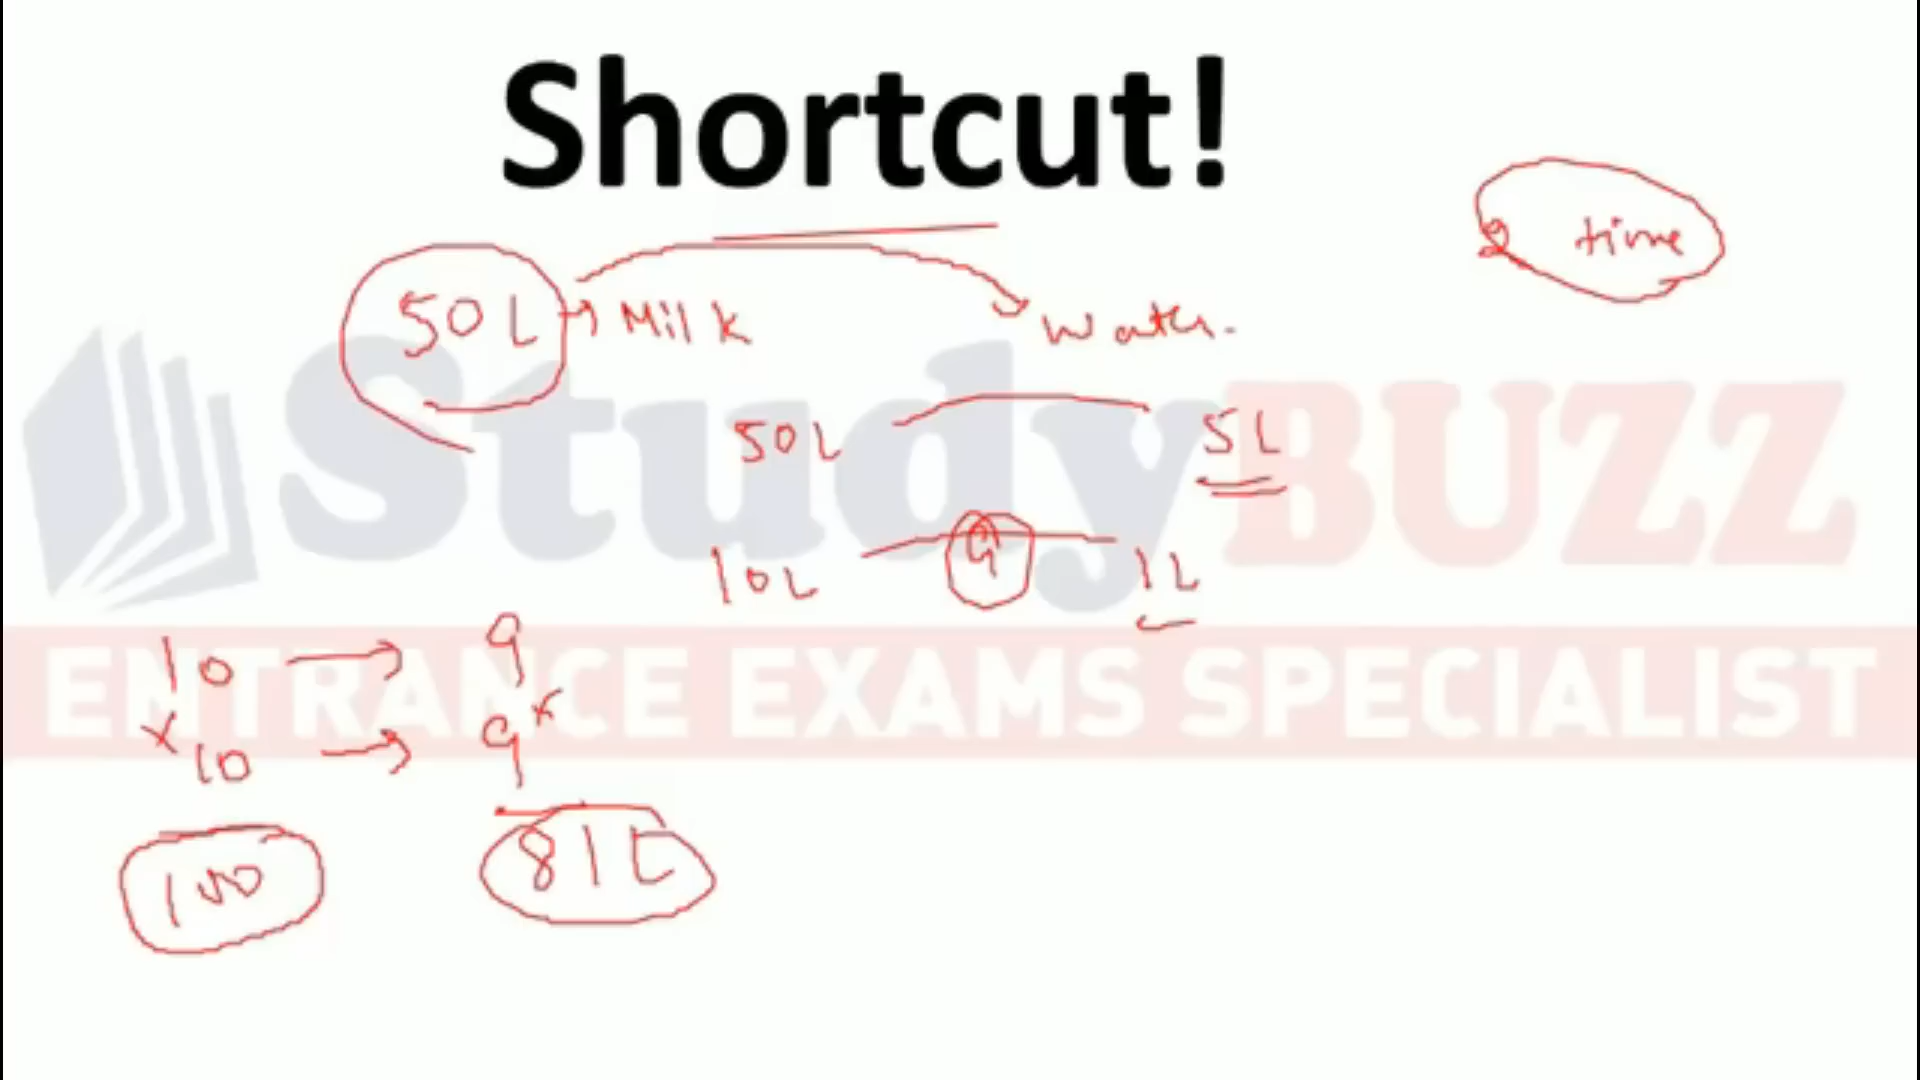 Shortcut!
2 time
50L → Milk Water.
50L 5L
10L 9 1L
StudyBUZZ
ENTRANCE EXAMS SPECIALIST
10 → 9
x 10 → 9 x
100 81L